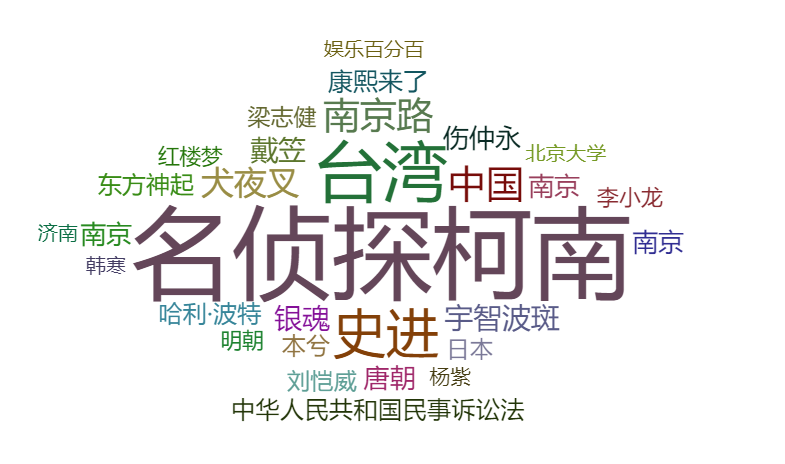 娱乐百分百
康熙来了
梁志健 南京路
戴笠 伤仲永
红楼梦 台湾 北京大学
东方神起 犬夜叉 中国 南京 李小龙
济南 南京 名侦探柯南 南京
韩寒
哈利·波特 银魂 史进 宇智波斑
明朝 本兮 日本
刘恺威 唐朝 杨紫
中华人民共和国民事诉讼法